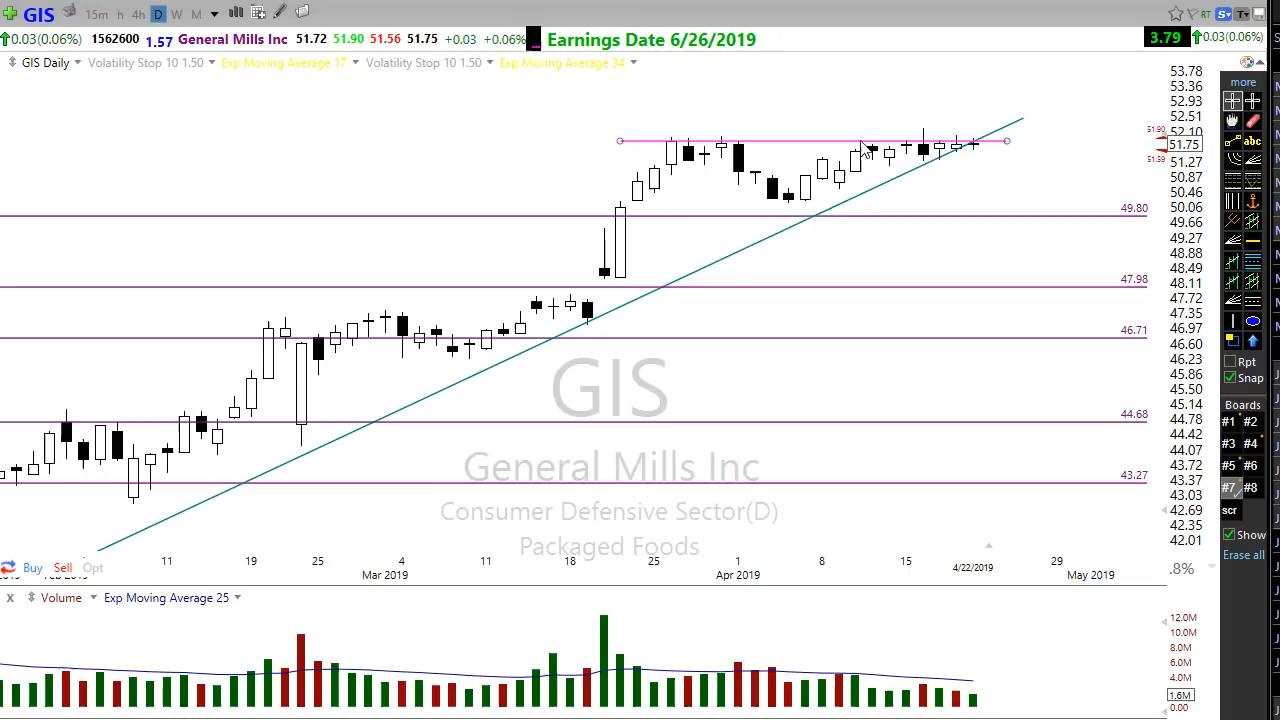 GIS 15m h 4h D W M RT S T
0.03(0.06%) 1562600 1.57 General Mills Inc 51.72 51.90 51.56 51.75 +0.03 +0.06% ... Earnings Date 6/26/2019 3.79 0.03(0.06%)
GIS Daily Volatility Stop 10 1.50 Exp Moving Average 17 Volatility Stop 10 1.50 Exp Moving Average 34
53.78
53.36
52.93
52.51
52.10
51.90
51.75
51.59
51.27
50.87
50.46
50.06
49.80
49.66
49.27
48.88
48.49
48.11
47.98
47.72
47.35
46.97
46.71
46.60
46.23
45.86
45.50
45.14
44.78
44.68
44.42
44.07
43.72
43.37
43.27
43.03
42.69
42.35
42.01
more
abc
Rpt
Snap
Boards
#1 #2
#3 #4
#5 #6
#7 #8
scr
Show
Erase all
GIS
General Mills Inc
Consumer Defensive Sector(D)
Packaged Foods
11 19 25 4 11 18 25 1 8 15 4/22/2019 29
Buy Sell Opt
Mar 2019 Apr 2019 May 2019
.8%
x Volume Exp Moving Average 25
12.0M
10.0M
8.0M
6.0M
4.0M
1.6M
0.00